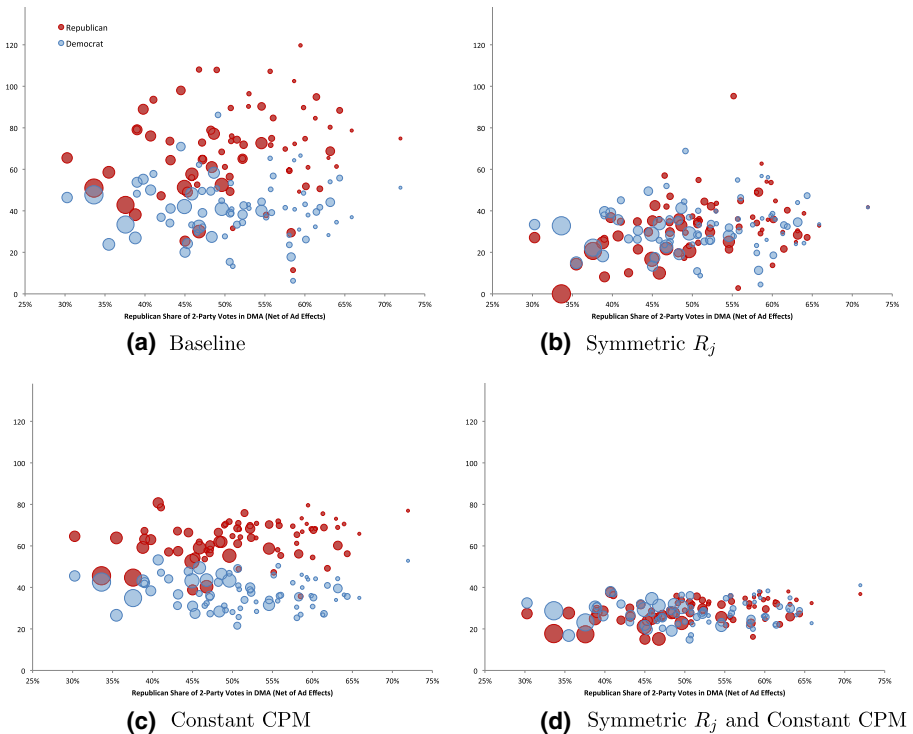 Republican
Democrat
120
100
80
60
40
20
0
25% 30% 35% 40% 45% 50% 55% 60% 65% 70% 75%
Republican Share of 2-Party Votes in DMA (Net of Ad Effects)
(a) Baseline
120
100
80
60
40
20
0
25% 30% 35% 40% 45% 50% 55% 60% 65% 70% 75%
Republican Share of 2-Party Votes in DMA (Net of Ad Effects)
(b) Symmetric R_j
120
100
80
60
40
20
0
25% 30% 35% 40% 45% 50% 55% 60% 65% 70% 75%
Republican Share of 2-Party Votes in DMA (Net of Ad Effects)
(c) Constant CPM
120
100
80
60
40
20
0
25% 30% 35% 40% 45% 50% 55% 60% 65% 70% 75%
Republican Share of 2-Party Votes in DMA (Net of Ad Effects)
(d) Symmetric R_j and Constant CPM